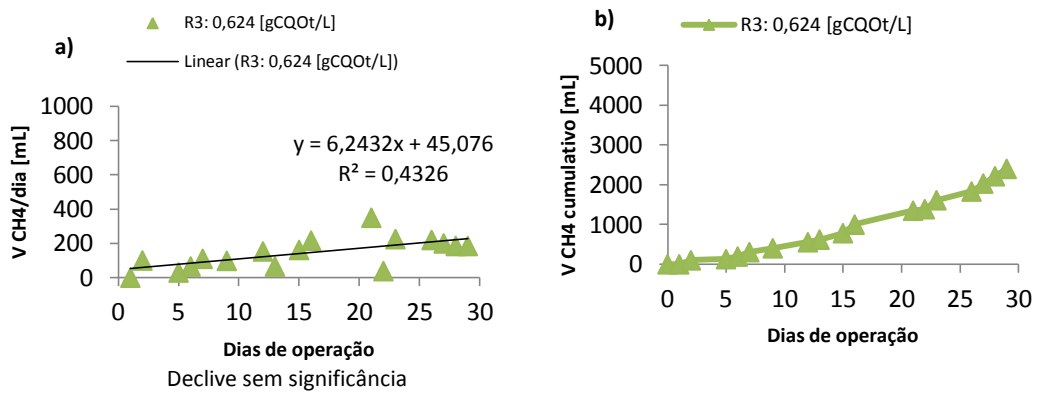 a)
R3: 0,624 [gCQOt/L]
Linear (R3: 0,624 [gCQOt/L])
V CH4/dia [mL]
1000
800
600
400
200
0
y = 6,2432x + 45,076
R² = 0,4326
0 5 10 15 20 25 30
Dias de operação
Declive sem significância
b)
R3: 0,624 [gCQOt/L]
V CH4 cumulativo [mL]
5000
4000
3000
2000
1000
0
0 5 10 15 20 25 30
Dias de operação